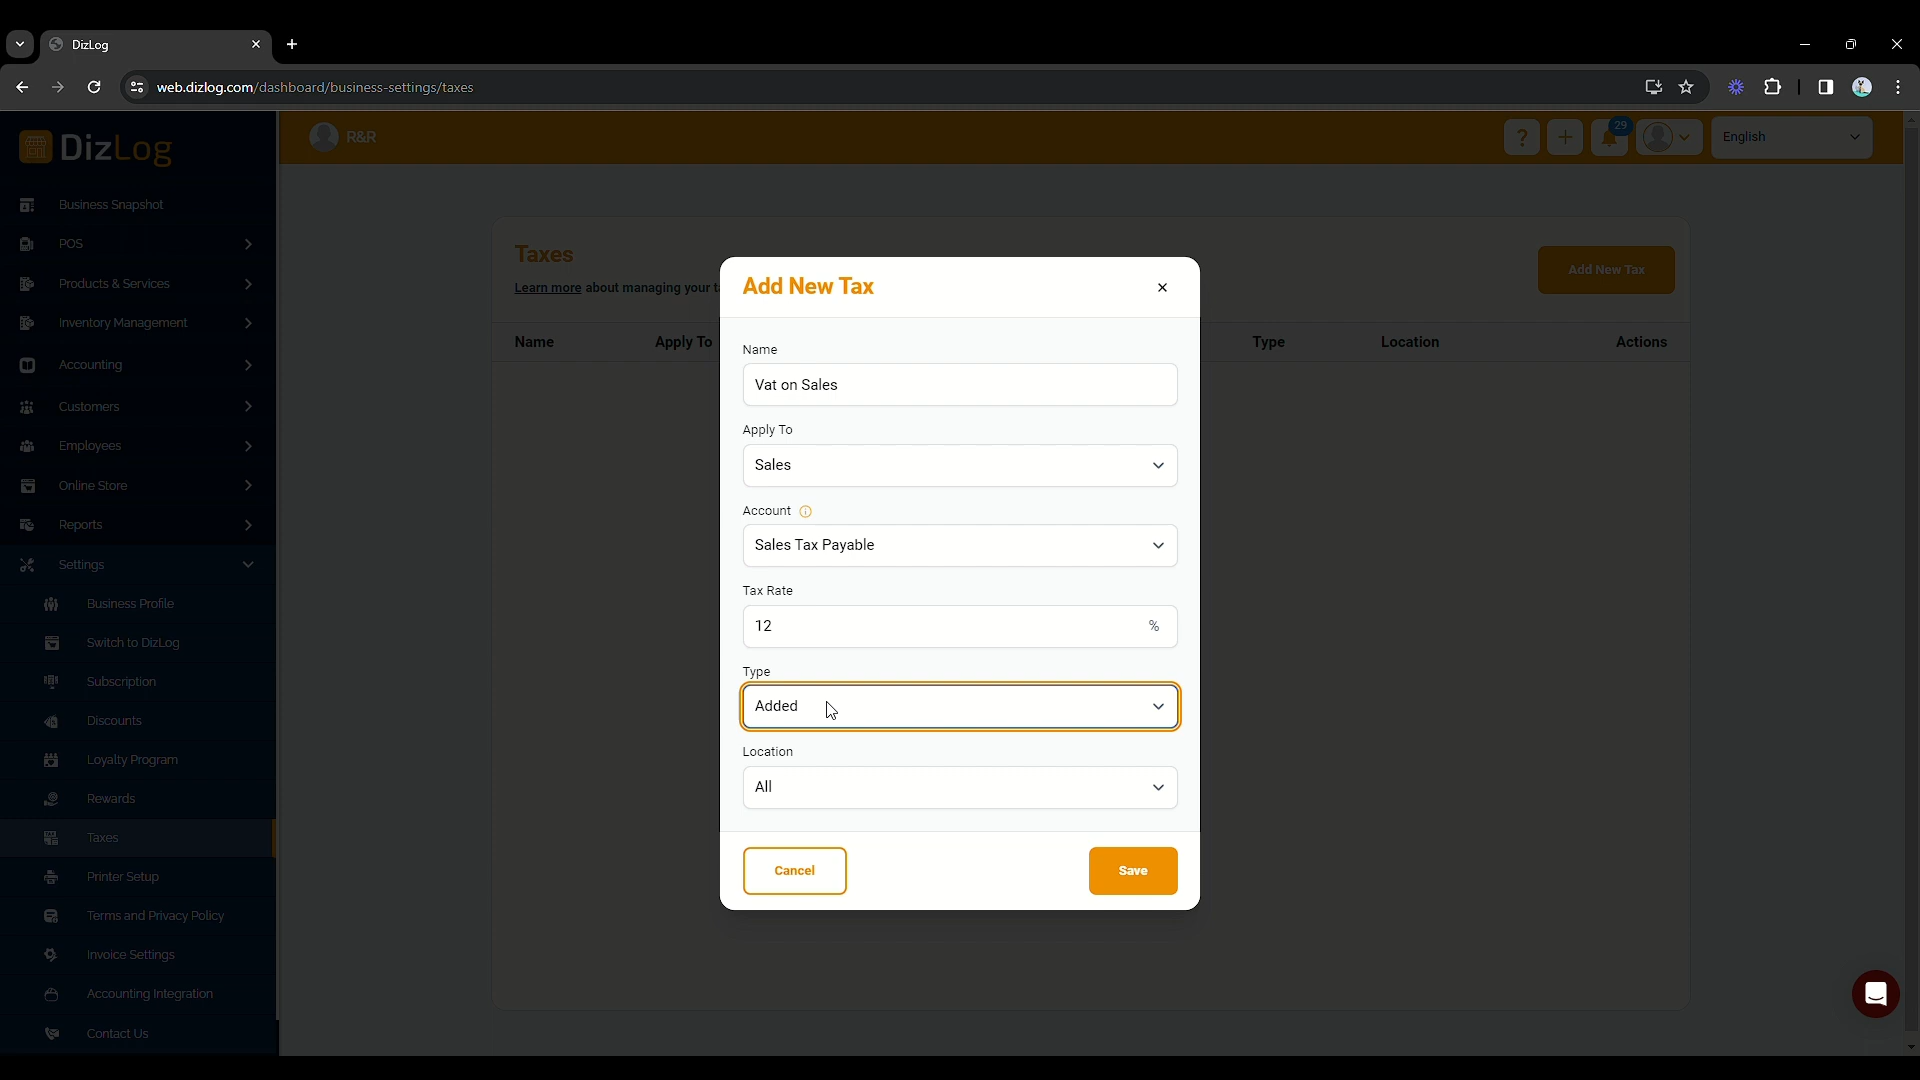 DizLog
web.dizlog.com/dashboard/business-settings/taxes
DizLog
R&R
?
29
English
Business Snapshot
POS
Products & Services
Inventory Management
Accounting
Customers
Employees
Online Store
Reports
Settings
Business Profile
Switch to DizLog
Subscription
Discounts
Loyalty Program
Rewards
Taxes
Printer Setup
Terms and Privacy Policy
Invoice Settings
Accounting Integration
Contact Us
Taxes
Learn more about managing your
Add New Tax
Name Apply To Type Location Actions
Add New Tax
Name
Vat on Sales
Apply To
Sales
Account
Sales Tax Payable
Tax Rate
12 %
Type
Added
Location
All
Cancel Save